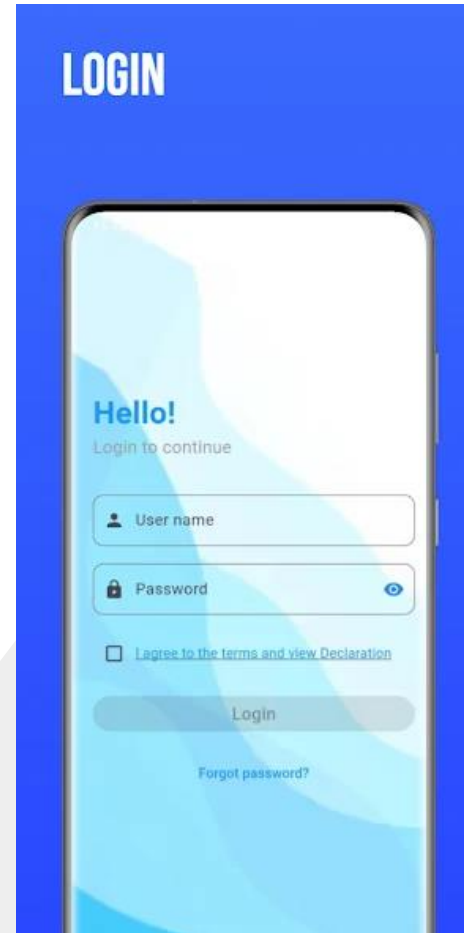 LOGIN
Hello!
Login to continue
User name
Password
I agree to the terms and view Declaration
Login
Forgot password?